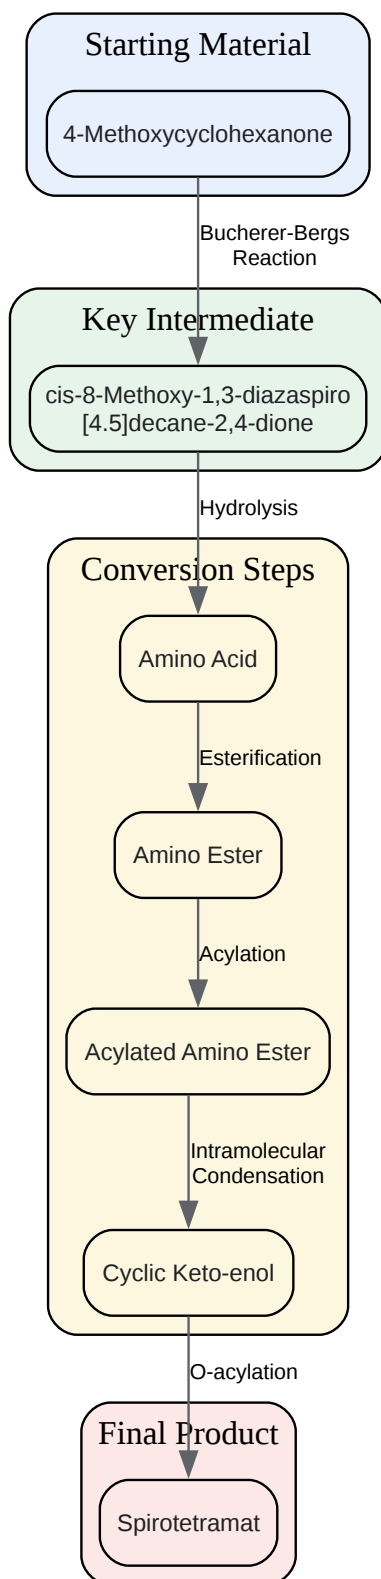 Starting Material
4-Methoxycyclohexanone
Bucherer-Bergs
Reaction
Key Intermediate
cis-8-Methoxy-1,3-diazaspiro
[4.5]decane-2,4-dione
Hydrolysis
Conversion Steps
Amino Acid
Esterification
Amino Ester
Acylation
Acylated Amino Ester
Intramolecular
Condensation
Cyclic Keto-enol
O-acylation
Final Product
Spirotetramat